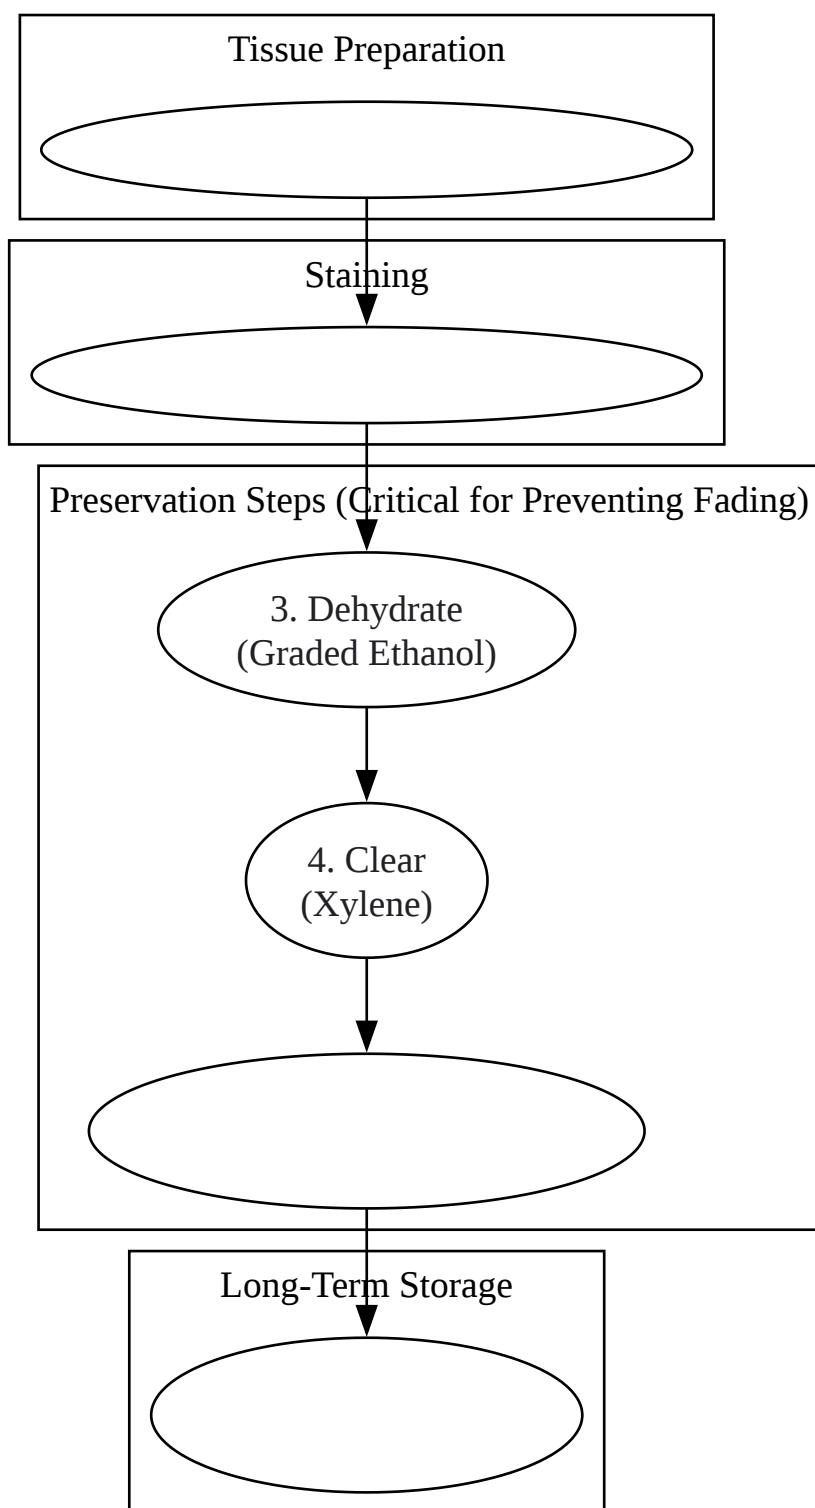 Tissue Preparation
Staining
Preservation Steps (Critical for Preventing Fading)
3. Dehydrate
(Graded Ethanol)
4. Clear
(Xylene)
Long-Term Storage